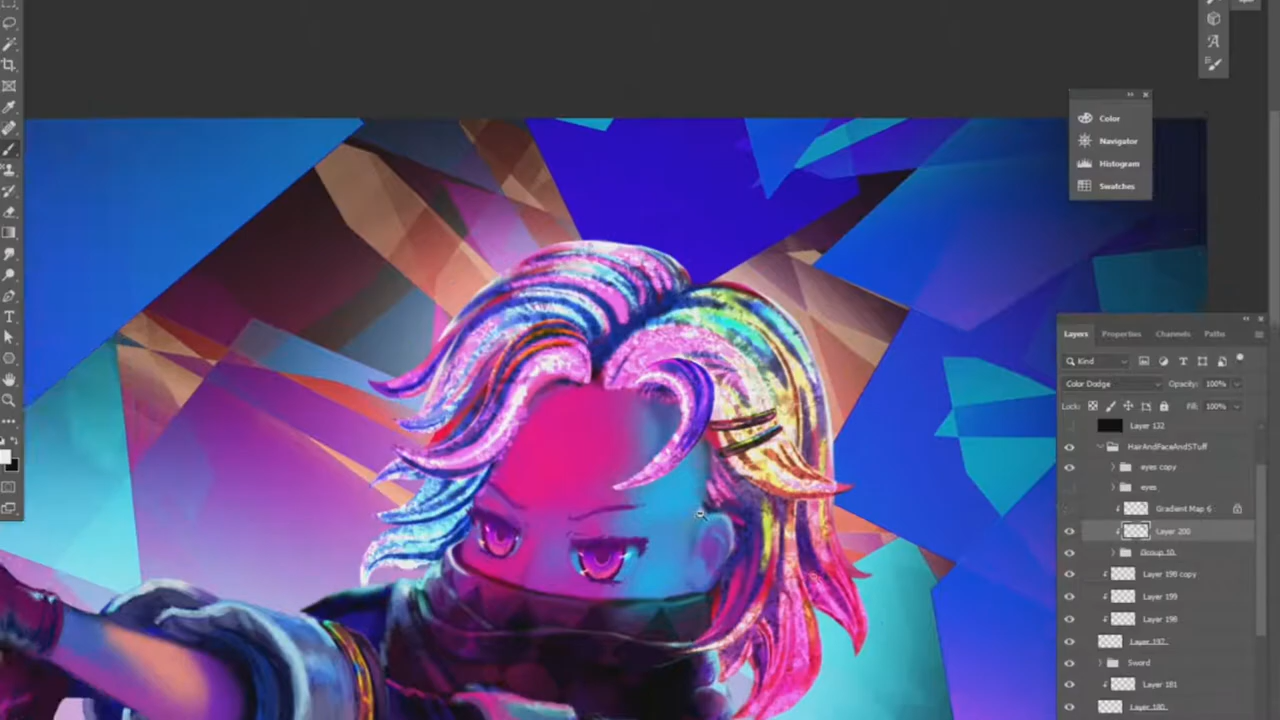 Color
Navigator
Histogram
Swatches
Layers Properties Channels Paths
Kind
Color Dodge Opacity: 100%
Lock: Fill: 100%
Layer 132
HairAndFaceAndSTuff
eyes copy
eyes
Gradient Map 6
Layer 200
Group 10
Layer 198 copy
Layer 199
Layer 198
Layer 197
Sword
Layer 181
Layer 180